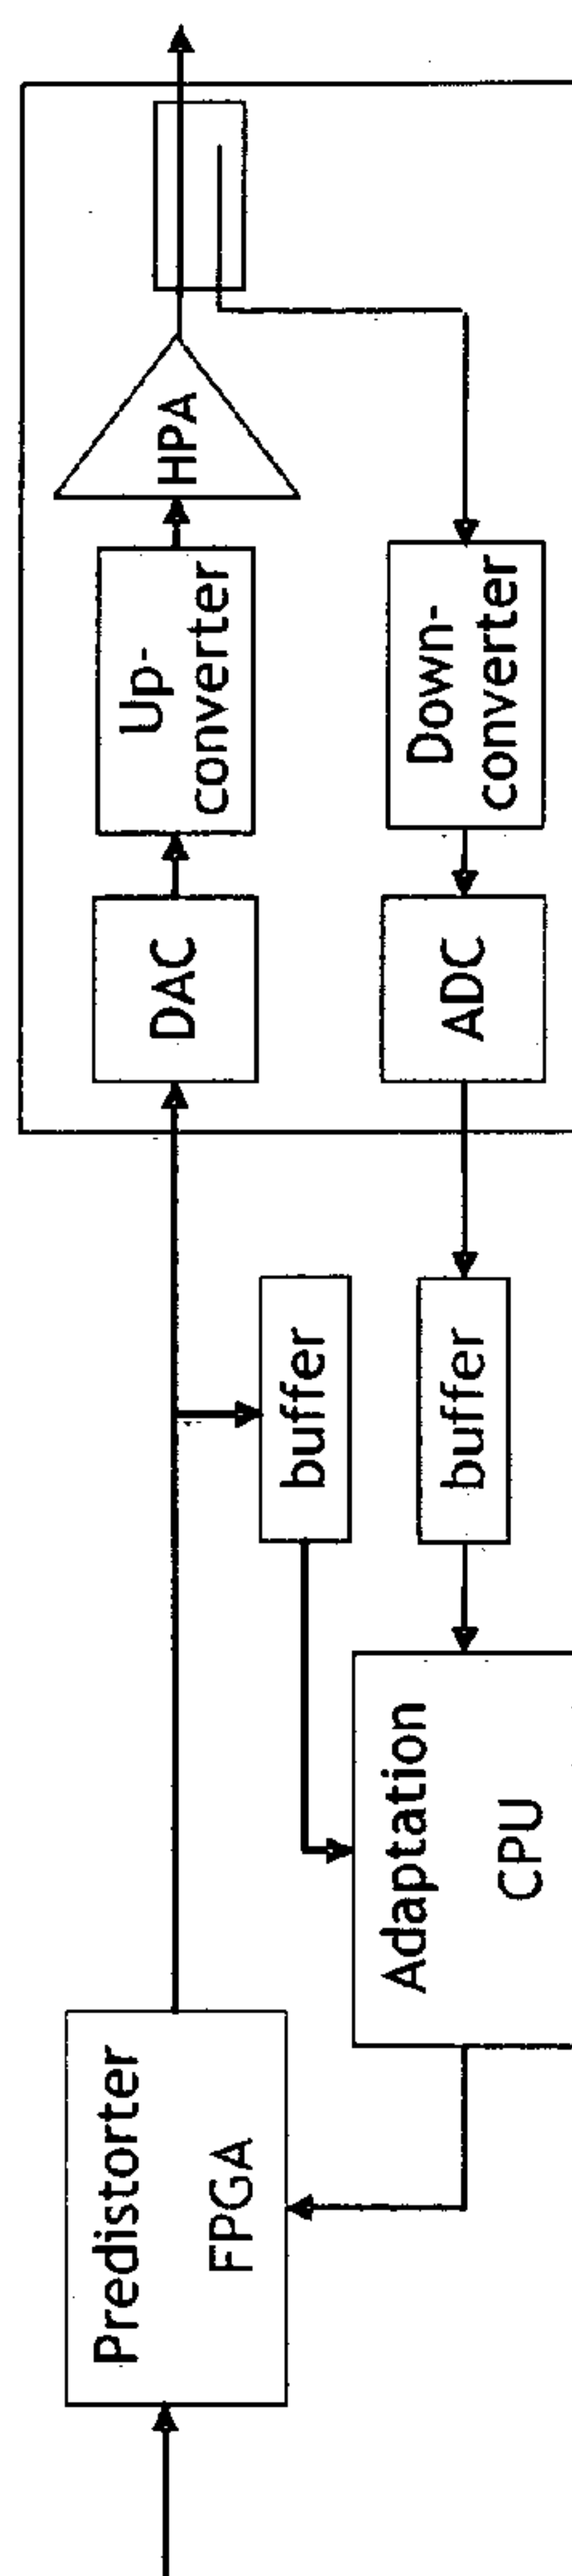 Predistorter
FPGA
DAC
Up-
converter
HPA
buffer
buffer
Adaptation
CPU
ADC
Down-
converter